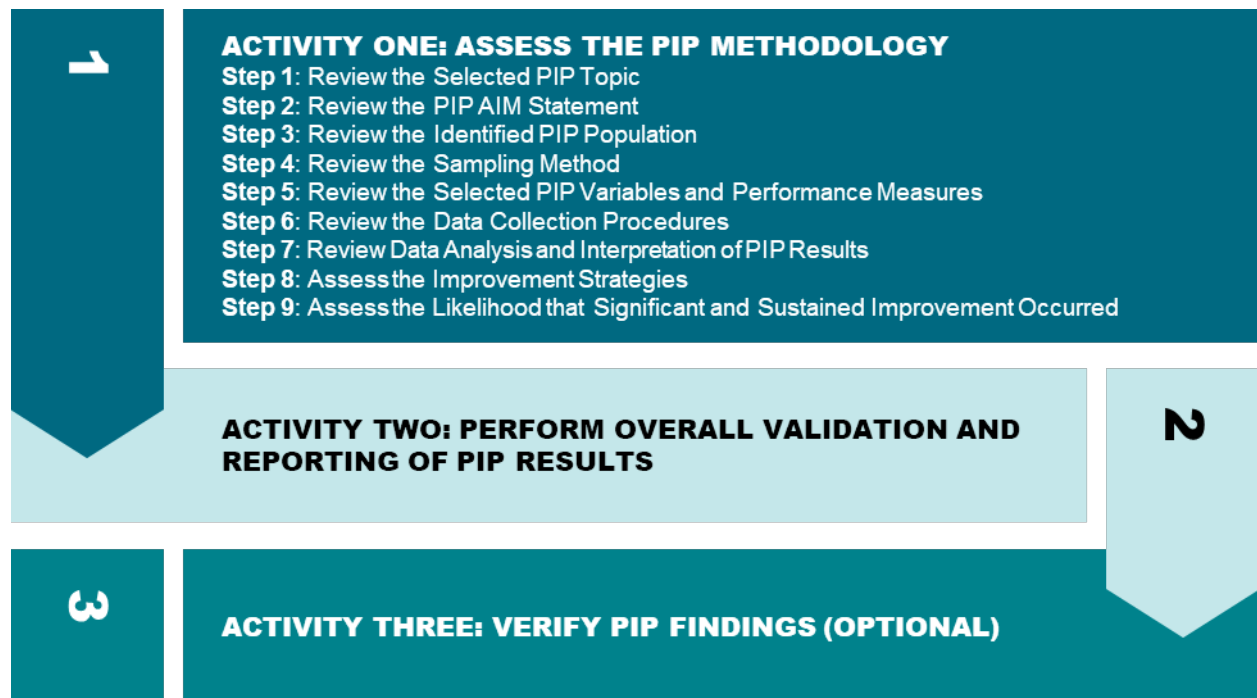 1
ACTIVITY ONE: ASSESS THE PIP METHODOLOGY
Step 1: Review the Selected PIP Topic
Step 2: Review the PIP AIM Statement
Step 3: Review the Identified PIP Population
Step 4: Review the Sampling Method
Step 5: Review the Selected PIP Variables and Performance Measures
Step 6: Review the Data Collection Procedures
Step 7: Review Data Analysis and Interpretation of PIP Results
Step 8: Assess the Improvement Strategies
Step 9: Assess the Likelihood that Significant and Sustained Improvement Occurred
ACTIVITY TWO: PERFORM OVERALL VALIDATION AND
REPORTING OF PIP RESULTS
2
3
ACTIVITY THREE: VERIFY PIP FINDINGS (OPTIONAL)